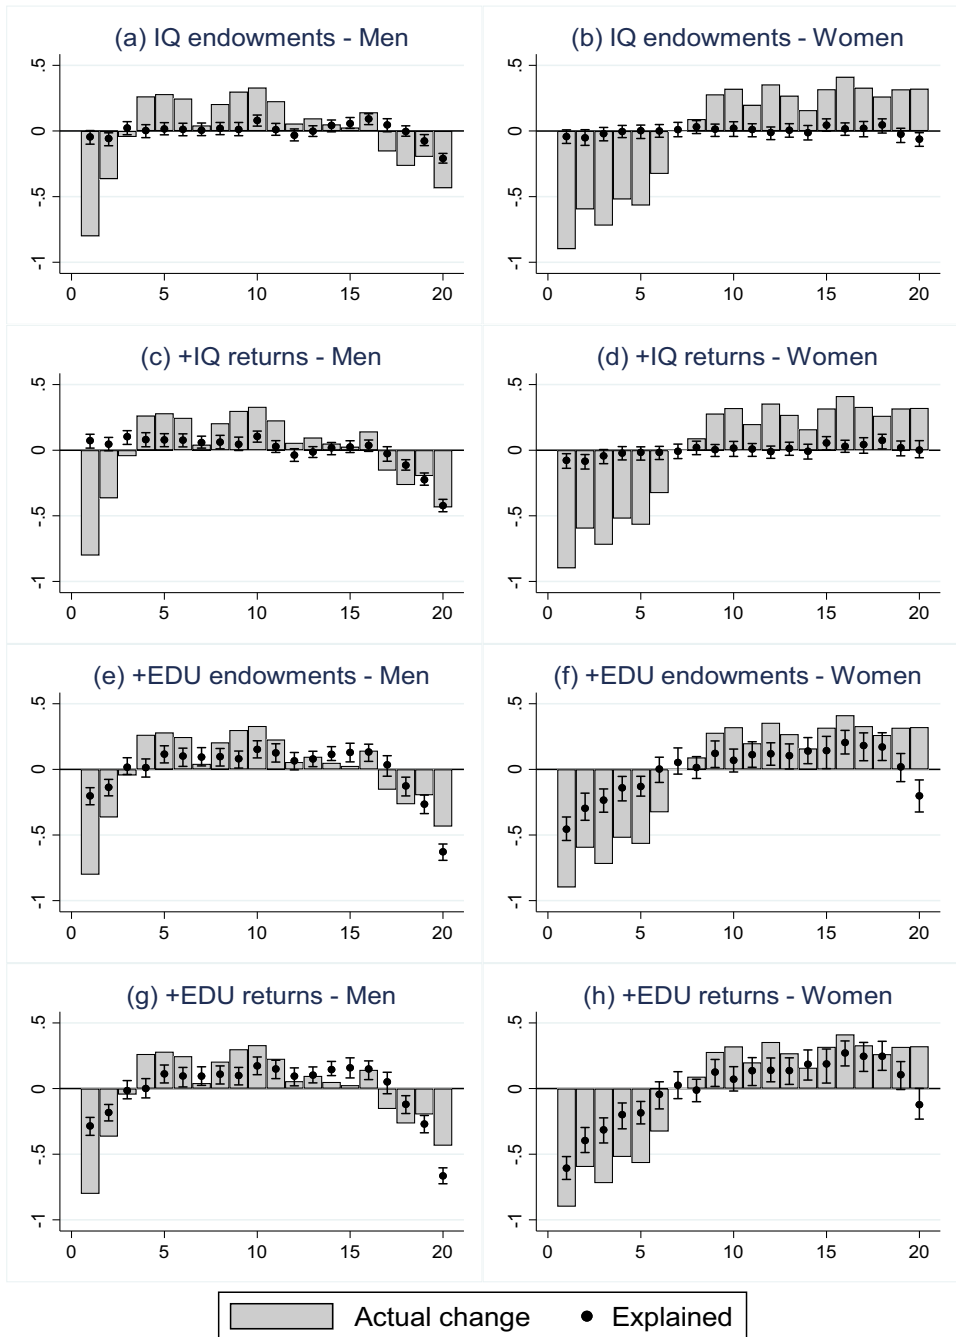 (a) IQ endowments - Men
.5
0
-.5
-1
0 5 10 15 20
(b) IQ endowments - Women
.5
0
-.5
-1
0 5 10 15 20
(c) +IQ returns - Men
.5
0
-.5
-1
0 5 10 15 20
(d) +IQ returns - Women
.5
0
-.5
-1
0 5 10 15 20
(e) +EDU endowments - Men
.5
0
-.5
-1
0 5 10 15 20
(f) +EDU endowments - Women
.5
0
-.5
-1
0 5 10 15 20
(g) +EDU returns - Men
.5
0
-.5
-1
0 5 10 15 20
(h) +EDU returns - Women
.5
0
-.5
-1
0 5 10 15 20
Actual change Explained